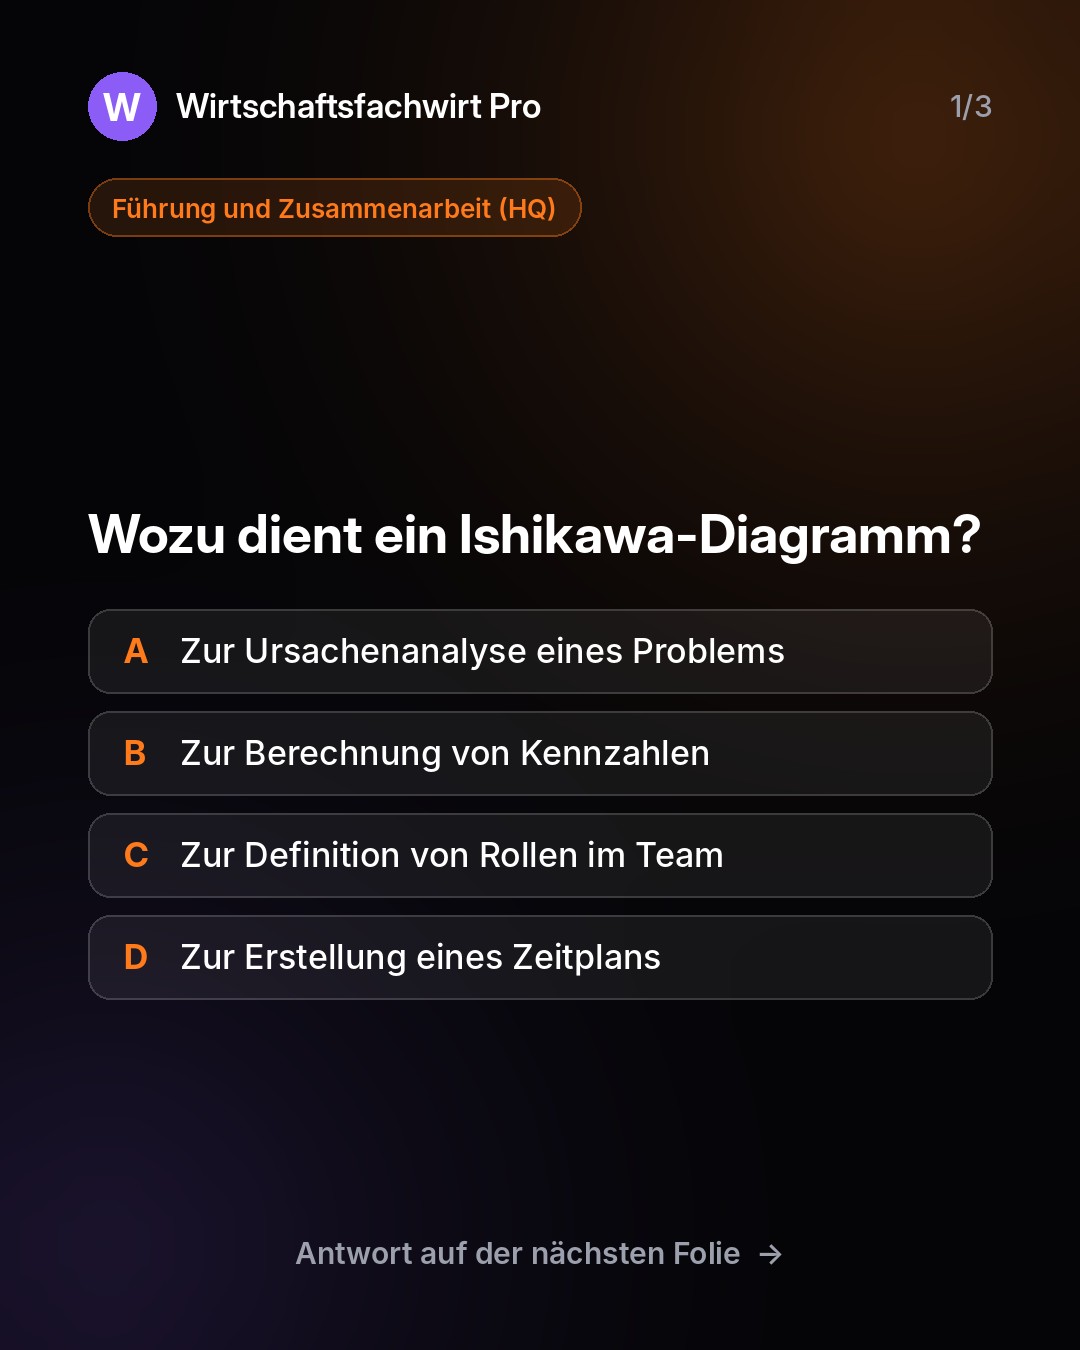 W Wirtschaftsfachwirt Pro 1/3
Führung und Zusammenarbeit (HQ)
Wozu dient ein Ishikawa-Diagramm?
A Zur Ursachenanalyse eines Problems
B Zur Berechnung von Kennzahlen
C Zur Definition von Rollen im Team
D Zur Erstellung eines Zeitplans
Antwort auf der nächsten Folie →